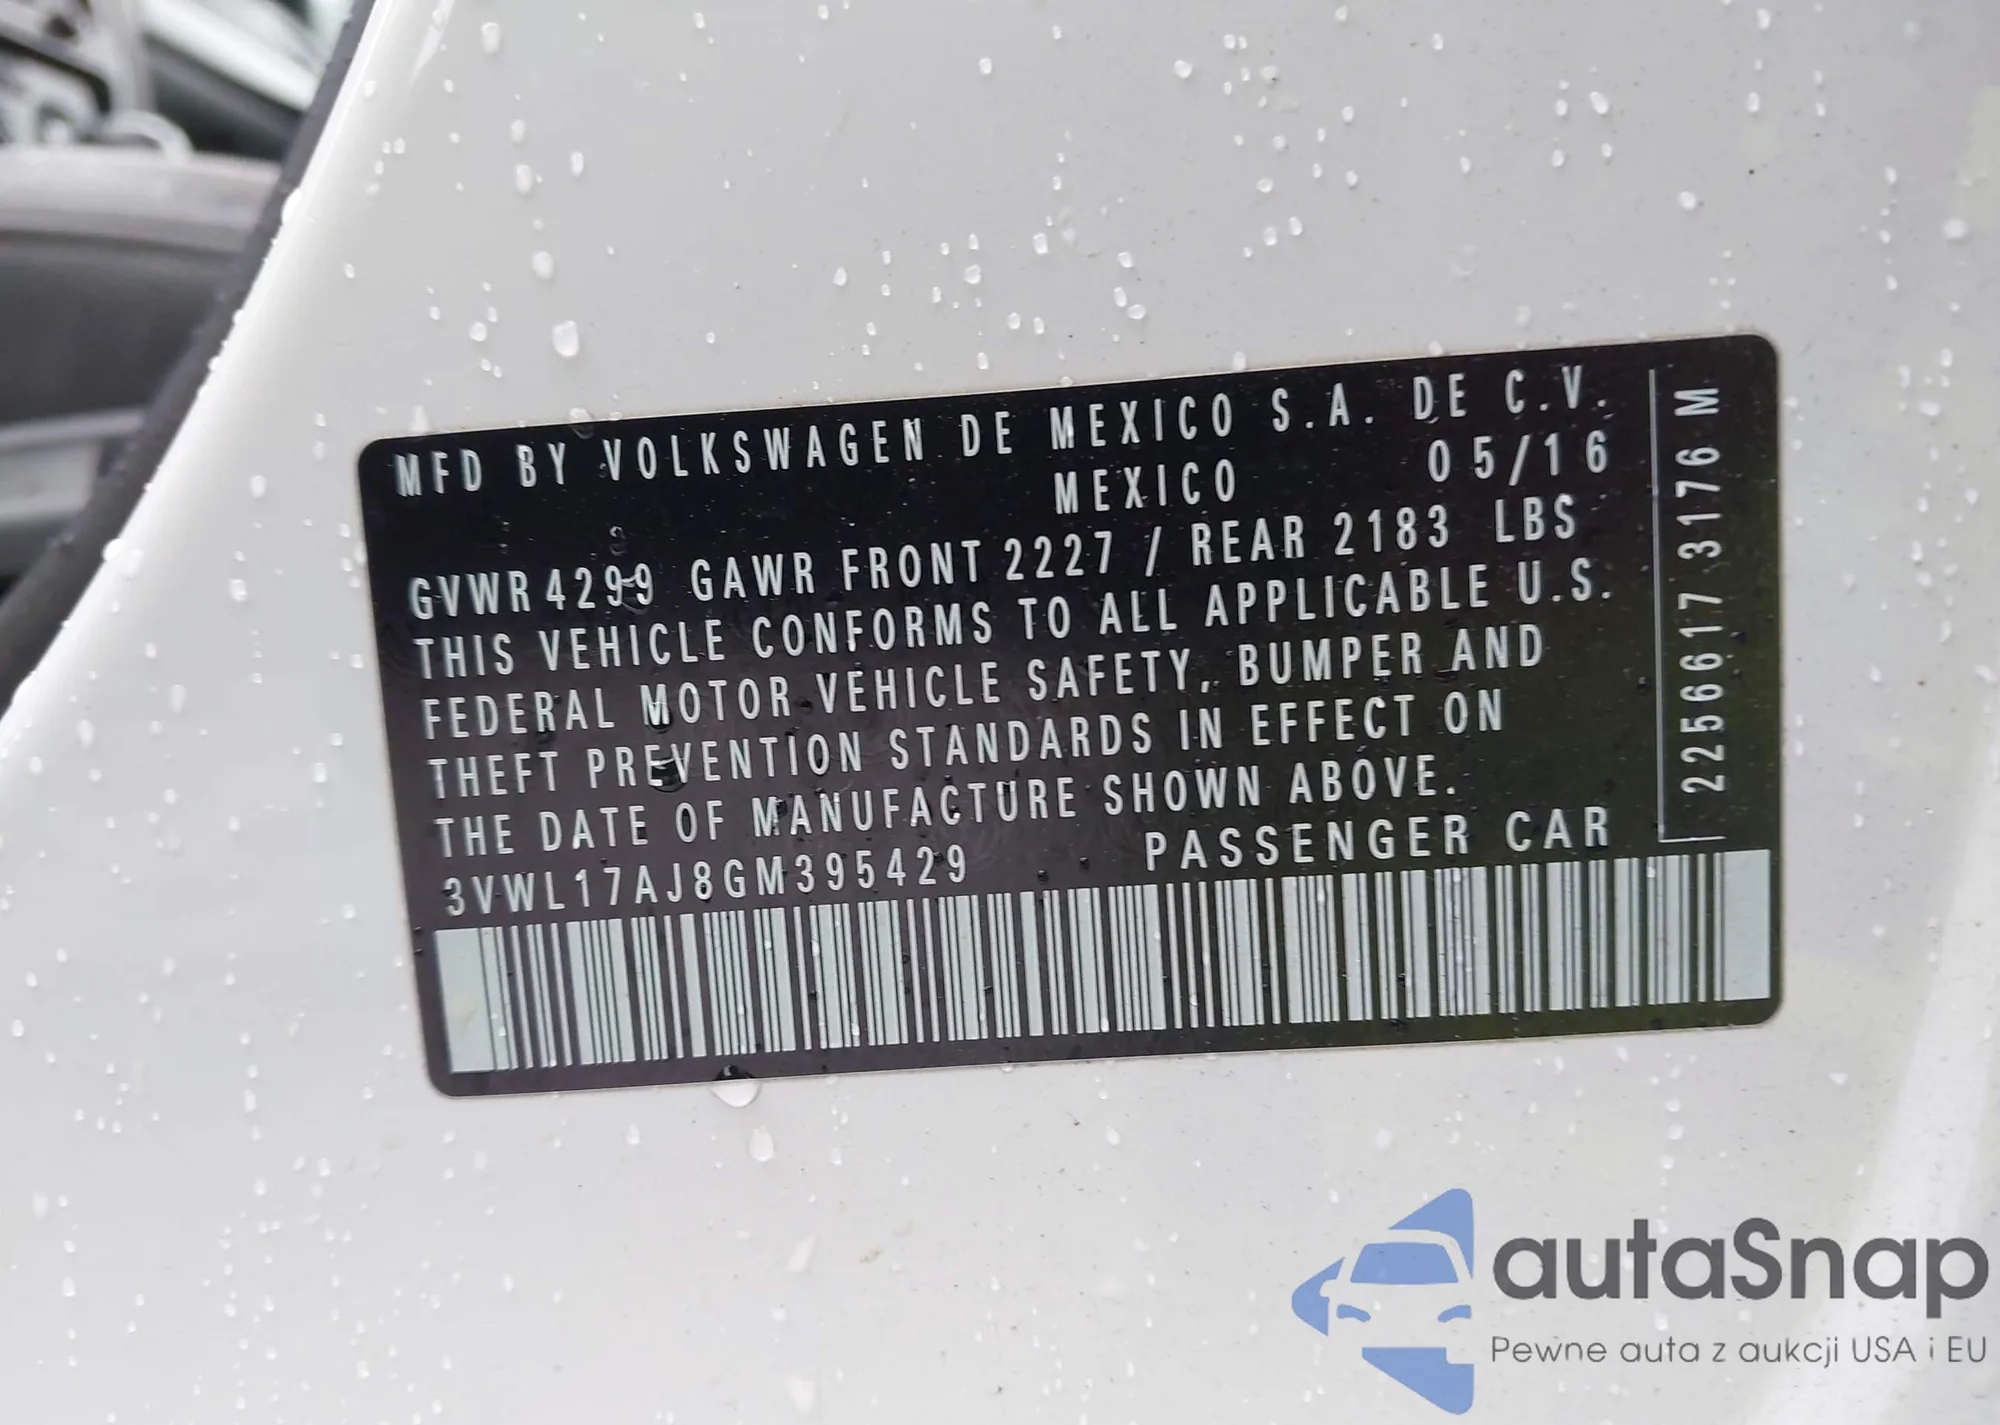 MFD BY VOLKSWAGEN DE MEXICO S.A. DE C.V.
MEXICO 05/16
GVWR 4299 GAWR FRONT 2227 / REAR 2183 LBS
THIS VEHICLE CONFORMS TO ALL APPLICABLE U.S.
FEDERAL MOTOR VEHICLE SAFETY, BUMPER AND
THEFT PREVENTION STANDARDS IN EFFECT ON
THE DATE OF MANUFACTURE SHOWN ABOVE.
3VWL17AJ8GM395429 PASSENGER CAR
2256617 3176 M
autaSnap
Pewne auta z aukcji USA i EU